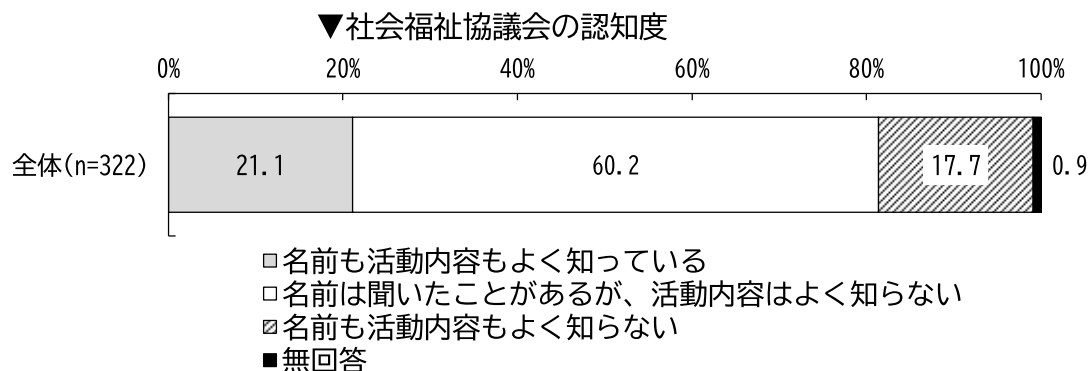 ▼社会福祉協議会の認知度
0% 20% 40% 60% 80% 100%
全体(n=322) 21.1 60.2 17.7 0.9
名前も活動内容もよく知っている
名前は聞いたことがあるが、活動内容はよく知らない
名前も活動内容もよく知らない
無回答